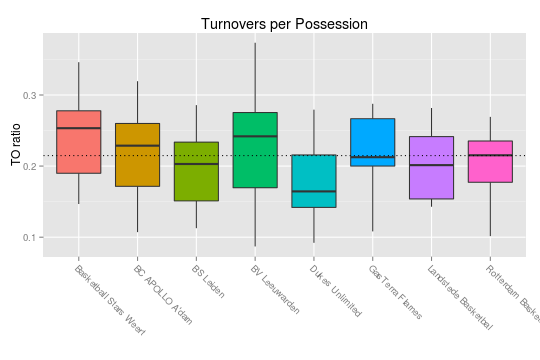 Turnovers per Possession
TO ratio
0.3
0.2
0.1
Basketball Stars Weert
BC APOLLO A'dam
BS Leiden
BV Leeuwarden
Dukes Unlimited
GasTerra Flames
Landstede Basketbal
Rotterdam Baske